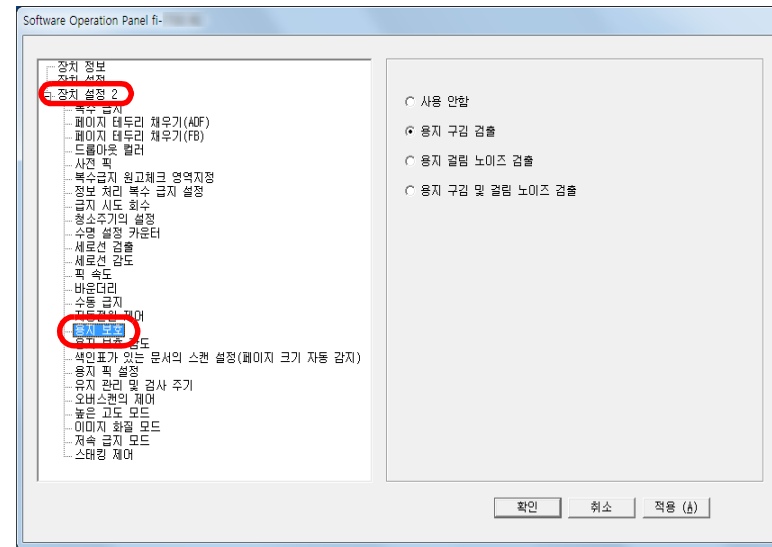 Software Operation Panel fi-
장치 정보
장치 설정
장치 설정 2
복수 급지
페이지 테두리 채우기(ADF)
페이지 테두리 채우기(FB)
드롭아웃 컬러
사전 픽
복수급지 원고체크 영역지정
정보 처리 복수 급지 설정
급지 시도 회수
청소주기의 설정
수명 설정 카운터
세로선 검출
세로선 감도
픽 속도
바운더리
수동 급지
자동전원 제어
용지 보호
용지 보호 감도
색인표가 있는 문서의 스캔 설정(페이지 크기 자동 감지)
용지 픽 설정
유지 관리 및 검사 주기
오버스캔의 제어
높은 고도 모드
이미지 화질 모드
저속 급지 모드
스태킹 제어
사용 안함
용지 구김 검출
용지 걸림 노이즈 검출
용지 구김 및 걸림 노이즈 검출
확인 취소 적용 (A)